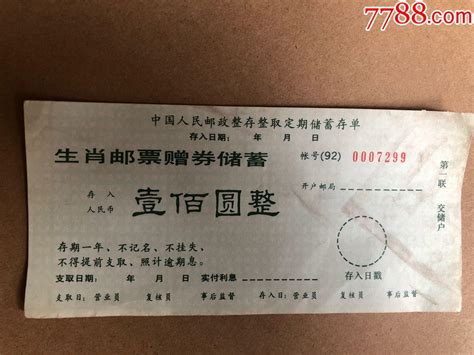 7788.com
中国人民邮政整存整取定期储蓄存单
存入日期: 年 月 日
生肖邮票赠券储蓄
帐号(92) 0007299
开户邮局
存入
人民币
壹佰圆整
存期一年、不记名、不挂失、
不得提前支取、照计逾期息。
支取日期: 年 月 日 实付利息
存入日戳
支取日: 营业员 复核员 事后监督 存入日: 营业员 复核员 事后监督
第一联 交储户